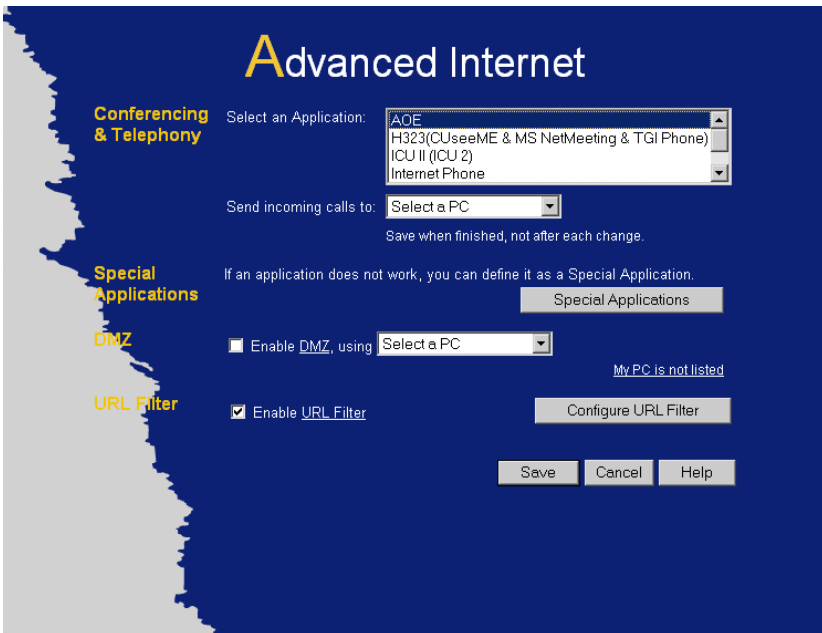 Advanced Internet
Conferencing
& Telephony
Select an Application:
AOE
H323(CUseeME & MS NetMeeting & TGI Phone)
ICU II (ICU 2)
Internet Phone
Send incoming calls to:
Select a PC
Save when finished, not after each change.
Special
Applications
If an application does not work, you can define it as a Special Application.
Special Applications
DMZ
Enable DMZ, using Select a PC
My PC is not listed
URL Filter
Enable URL Filter
Configure URL Filter
Save Cancel Help